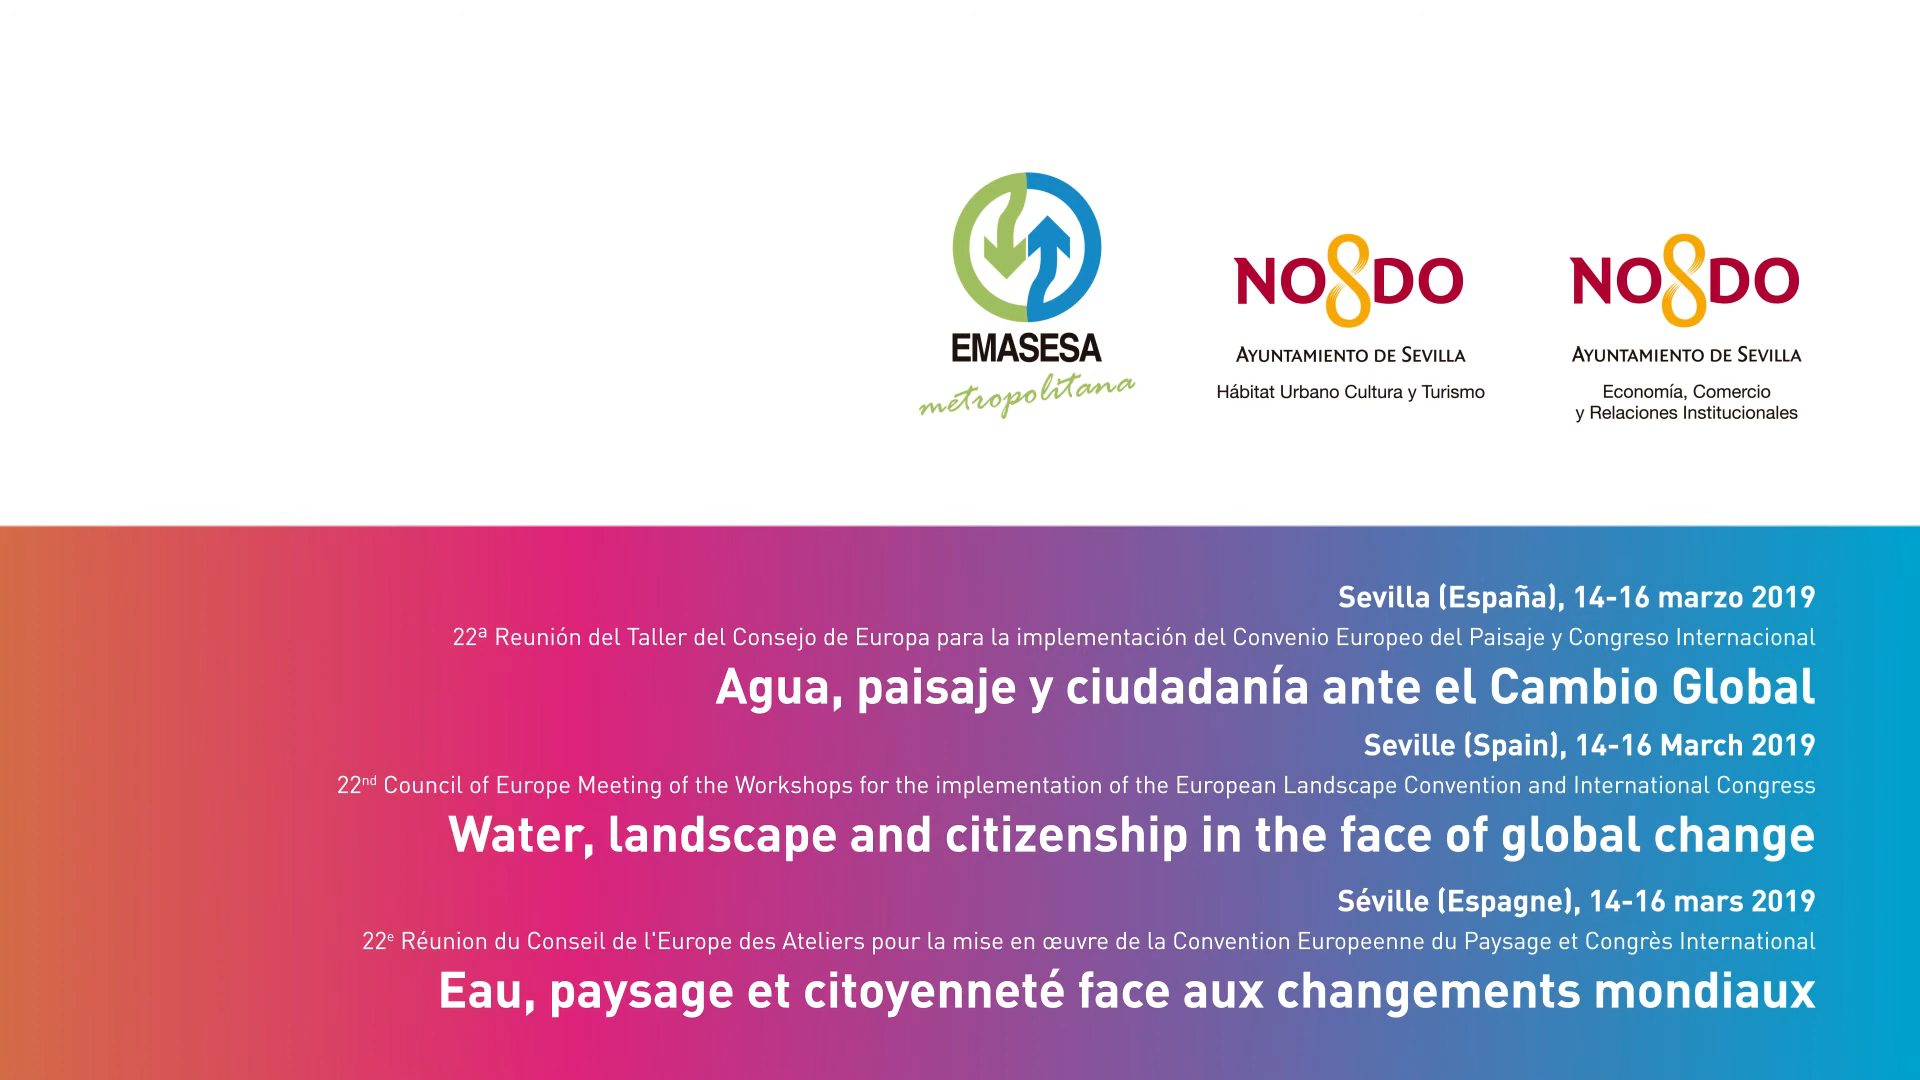 EMASESA
metropolitana
NO8DO
AYUNTAMIENTO DE SEVILLA
Hábitat Urbano Cultura y Turismo
NO8DO
AYUNTAMIENTO DE SEVILLA
Economía, Comercio
y Relaciones Institucionales
Sevilla (España), 14-16 marzo 2019
22ª Reunión del Taller del Consejo de Europa para la implementación del Convenio Europeo del Paisaje y Congreso Internacional
Agua, paisaje y ciudadanía ante el Cambio Global
Seville (Spain), 14-16 March 2019
22nd Council of Europe Meeting of the Workshops for the implementation of the European Landscape Convention and International Congress
Water, landscape and citizenship in the face of global change
Séville (Espagne), 14-16 mars 2019
22e Réunion du Conseil de l'Europe des Ateliers pour la mise en œuvre de la Convention Europeenne du Paysage et Congrès International
Eau, paysage et citoyenneté face aux changements mondiaux